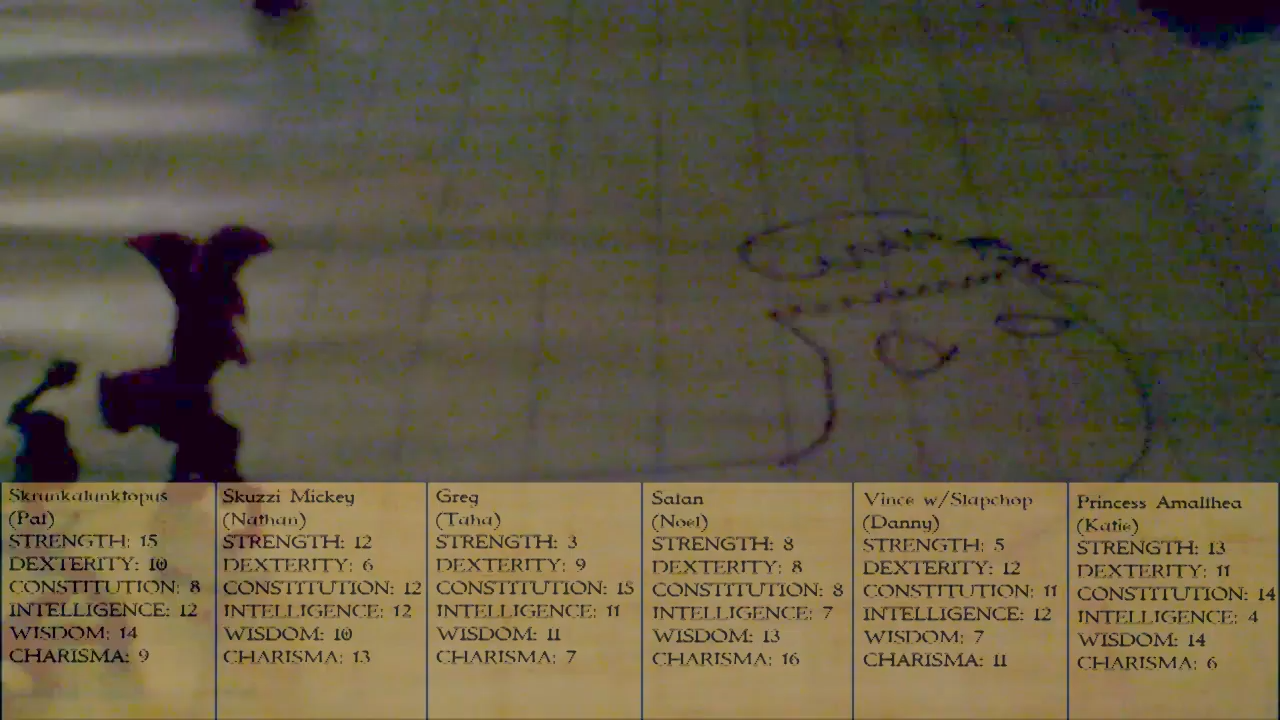 Skrunkalunktopus
(Pat)
STRENGTH: 15
DEXTERITY: 10
CONSTITUTION: 8
INTELLIGENCE: 12
WISDOM: 14
CHARISMA: 9
Skuzzi Mickey
(Nathan)
STRENGTH: 12
DEXTERITY: 6
CONSTITUTION: 12
INTELLIGENCE: 12
WISDOM: 10
CHARISMA: 13
Greg
(Taha)
STRENGTH: 3
DEXTERITY: 9
CONSTITUTION: 15
INTELLIGENCE: 11
WISDOM: 11
CHARISMA: 7
Satan
(Noel)
STRENGTH: 8
DEXTERITY: 8
CONSTITUTION: 8
INTELLIGENCE: 7
WISDOM: 13
CHARISMA: 16
Vince w/Slapchop
(Danny)
STRENGTH: 5
DEXTERITY: 12
CONSTITUTION: 11
INTELLIGENCE: 12
WISDOM: 7
CHARISMA: 11
Princess Amalthea
(Katie)
STRENGTH: 13
DEXTERITY: 11
CONSTITUTION: 14
INTELLIGENCE: 4
WISDOM: 14
CHARISMA: 6